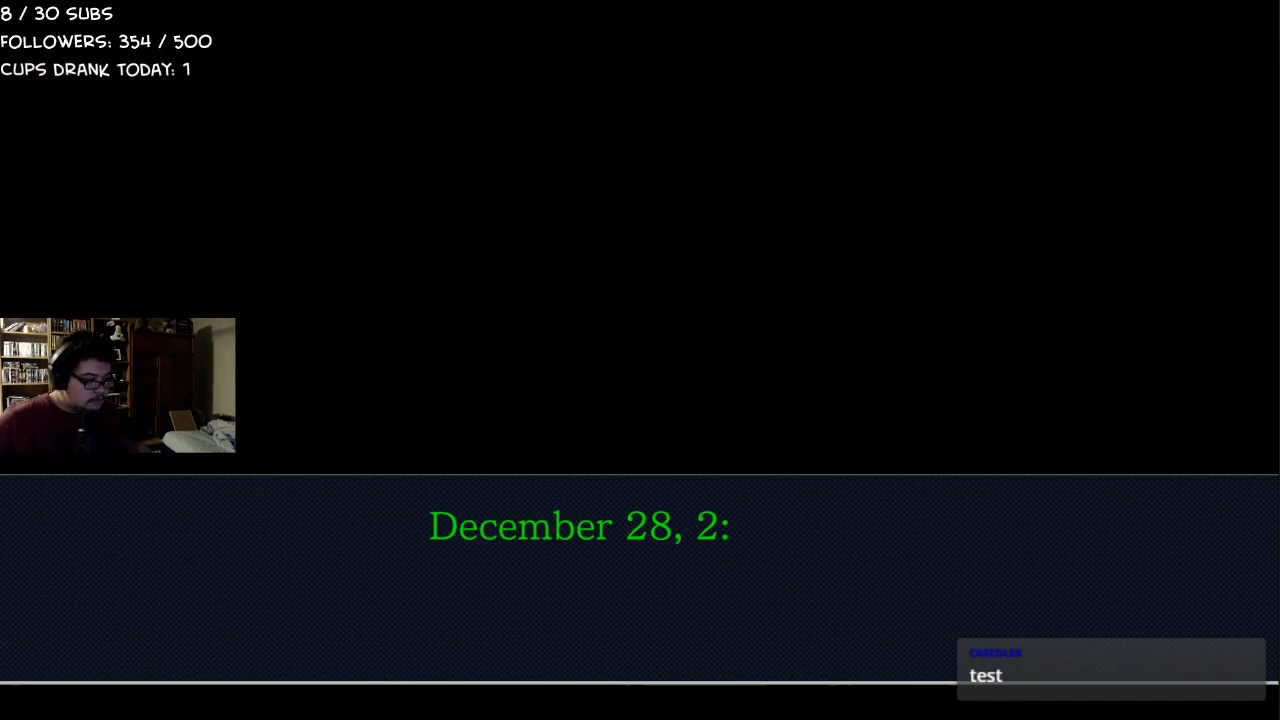 8 / 30 SUBS
FOLLOWERS: 354 / 500
CUPS DRANK TODAY: 1
December 28, 2:
test